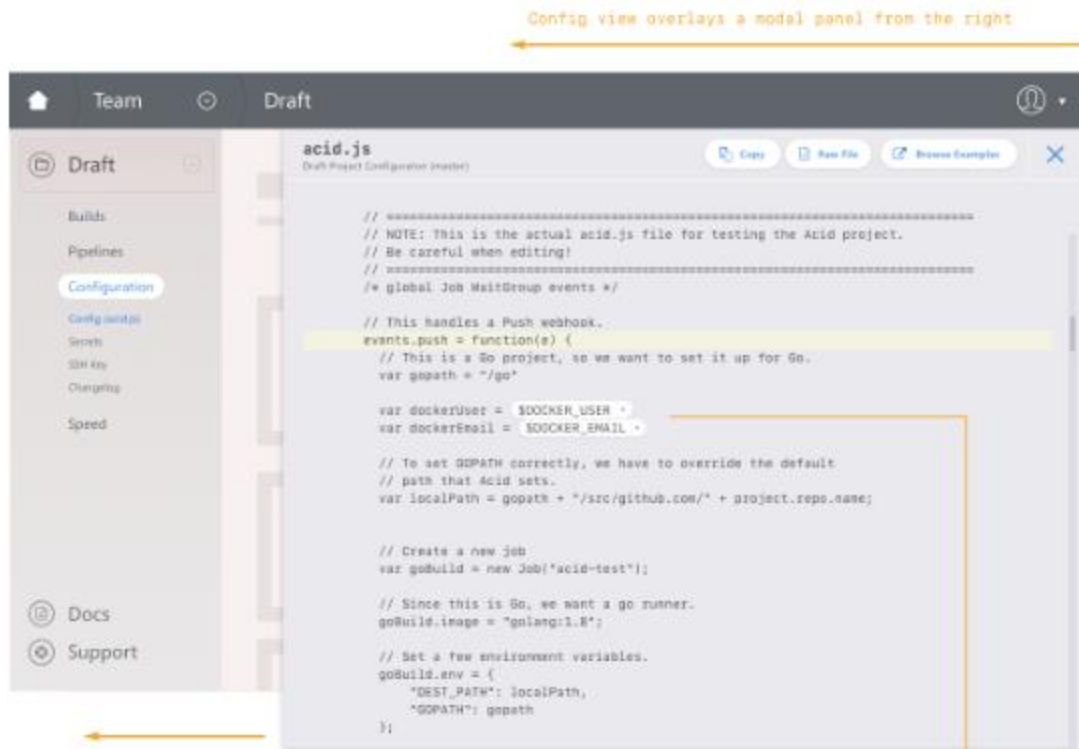 Config view overlays a modal panel from the right
Team
Draft
Draft
Builds
Pipelines
Configuration
Config
Secrets
SSH Key
Changelog
Speed
Docs
Support
acid.js
Draft Project Configuration (master)
Copy
Raw File
Browse Examples
// ============================================================================
// NOTE: This is the actual acid.js file for testing the Acid project.
// Be careful when editing!
// ============================================================================
/* global Job WaitGroup events */
// This handles a Push webhook.
events.push = function(e) {
// This is a Go project, so we want to set it up for Go.
var gopath = "/go"
var dockerUser = $DOCKER_USER
var dockerEmail = $DOCKER_EMAIL
// To set GOPATH correctly, we have to override the default
// path that Acid sets.
var localPath = gopath + "/src/github.com/" + project.repo.name;
// Create a new job
var goBuild = new Job("acid-test");
// Since this is Go, we want a go runner.
goBuild.image = "golang:1.8";
// Set a few environment variables.
goBuild.env = {
"DEST_PATH": localPath,
"GOPATH": gopath
};